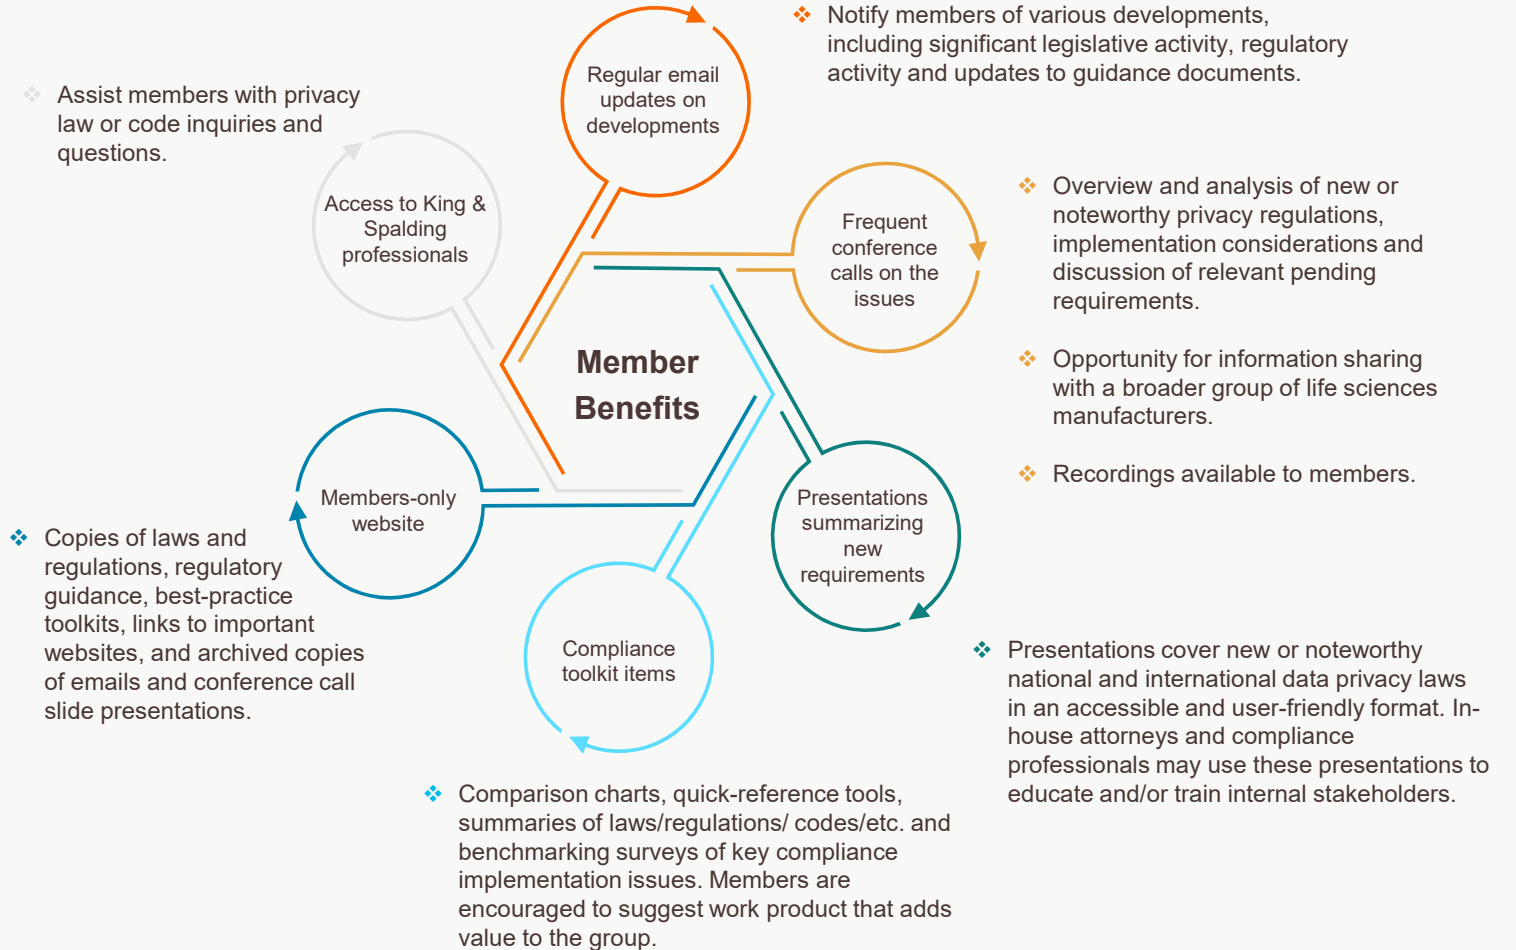 Notify members of various developments,
including significant legislative activity, regulatory
activity and updates to guidance documents.
Regular email
updates on
developments
Assist members with privacy
law or code inquiries and
questions.
Access to King &
Spalding
professionals
Frequent
conference
calls on the
issues
Overview and analysis of new or
noteworthy privacy regulations,
implementation considerations and
discussion of relevant pending
requirements.
Opportunity for information sharing
with a broader group of life sciences
manufacturers.
Recordings available to members.
Member
Benefits
Members-only
website
Copies of laws and
regulations, regulatory
guidance, best-practice
toolkits, links to important
websites, and archived copies
of emails and conference call
slide presentations.
Presentations
summarizing
new
requirements
Presentations cover new or noteworthy
national and international data privacy laws
in an accessible and user-friendly format. In-
house attorneys and compliance
professionals may use these presentations to
educate and/or train internal stakeholders.
Compliance
toolkit items
Comparison charts, quick-reference tools,
summaries of laws/regulations/ codes/etc. and
benchmarking surveys of key compliance
implementation issues. Members are
encouraged to suggest work product that adds
value to the group.